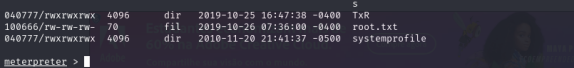 s
040777/rwxrwxrwx 4096 dir 2019-10-25 16:47:38 -0400 TxR
100666/rw-rw-rw- 70 fil 2019-10-26 07:36:00 -0400 root.txt
040777/rwxrwxrwx 4096 dir 2010-11-20 21:41:37 -0500 systemprofile
meterpreter >